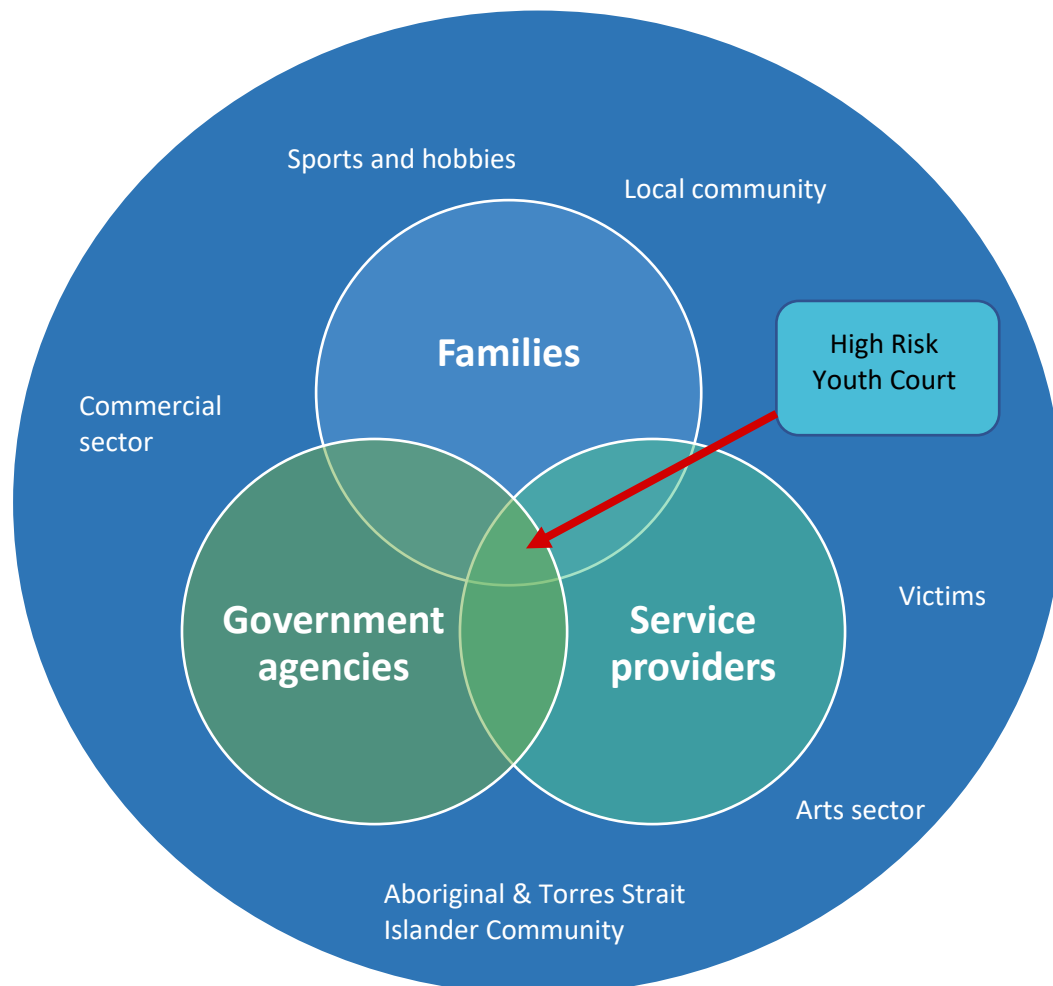 Sports and hobbies
Local community
High Risk
Youth Court
Families
Commercial
sector
Victims
Government
agencies
Service
providers
Arts sector
Aboriginal & Torres Strait
Islander Community